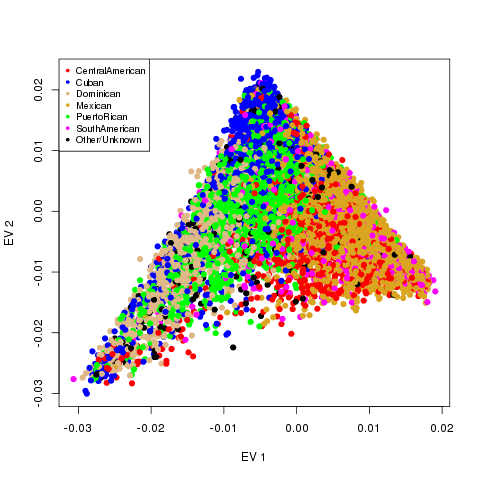 CentralAmerican
Cuban
Dominican
Mexican
PuertoRican
SouthAmerican
Other/Unknown
EV 2
0.02
0.01
0.00
-0.01
-0.02
-0.03
-0.03 -0.02 -0.01 0.00 0.01 0.02
EV 1